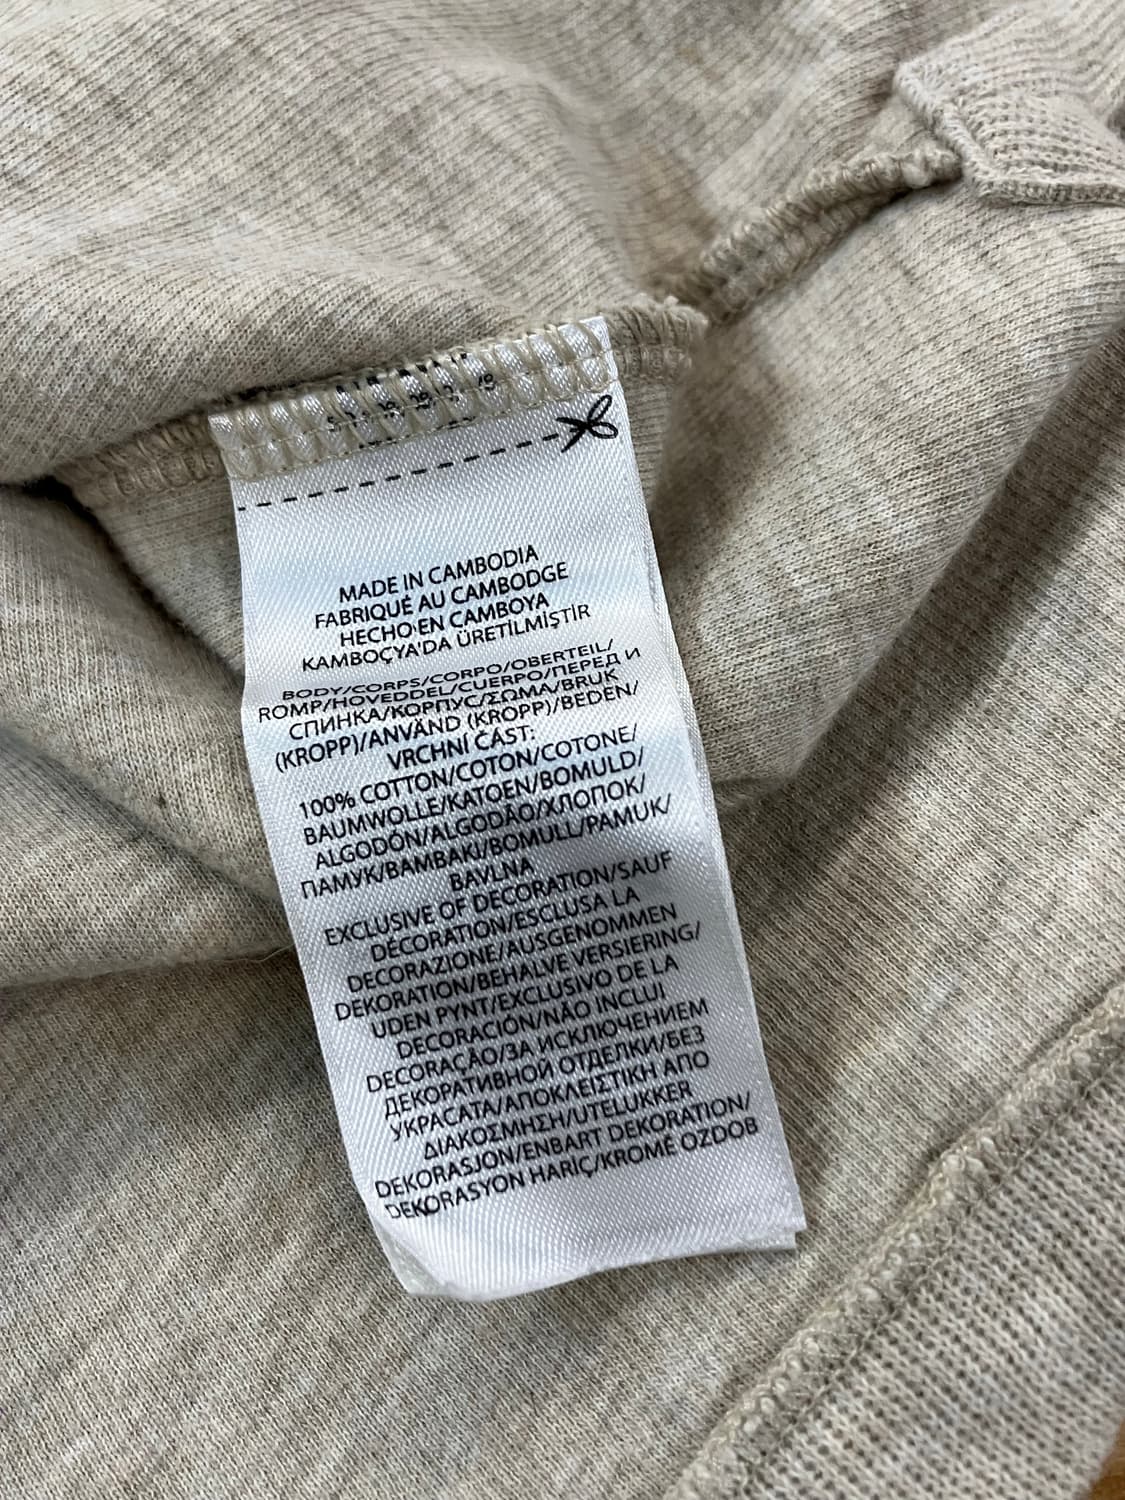 MADE IN CAMBODIA
FABRIQUÉ AU CAMBODGE
HECHO EN CAMBOYA
KAMBOÇYA'DA ÜRETİLMİŞTİR
BODY/CORPS/CORPO/OBERTEIL/
ROMP/HOVEDDEL/CUERPO/ПЕРЕД И
СПИНКА/КОРПУС/ΣΩΜΑ/BRUK
(KROPP)/ANVÄND (KROPP)/BEDEN/
VRCHNÍ ČÁST:
100% COTTON/COTON/COTONE/
BAUMWOLLE/KATOEN/BOMULD/
ALGODÓN/ALGODÃO/ХЛОПОК/
ПАМУК/ΒΑΜΒΑΚΙ/BOMULL/PAMUK/
BAVLNA
EXCLUSIVE OF DECORATION/SAUF
DÉCORATION/ESCLUSA LA
DECORAZIONE/AUSGENOMMEN
DEKORATION/BEHALVE VERSIERING/
UDEN PYNT/EXCLUSIVO DE LA
DECORACIÓN/NÃO INCLUI
DECORAÇÃO/ЗА ИСКЛЮЧЕНИЕМ
ДЕКОРАТИВНОЙ ОТДЕЛКИ/БЕЗ
УКРАСАТА/ΑΠΟΚΛΕΙΣΤΙΚΗ ΑΠΟ
ΔΙΑΚΟΣΜΗΣΗ/UTELUKKER
DEKORASJON/ENBART DEKORATION/
DEKORASYON HARİÇ/KROMĚ OZDOB